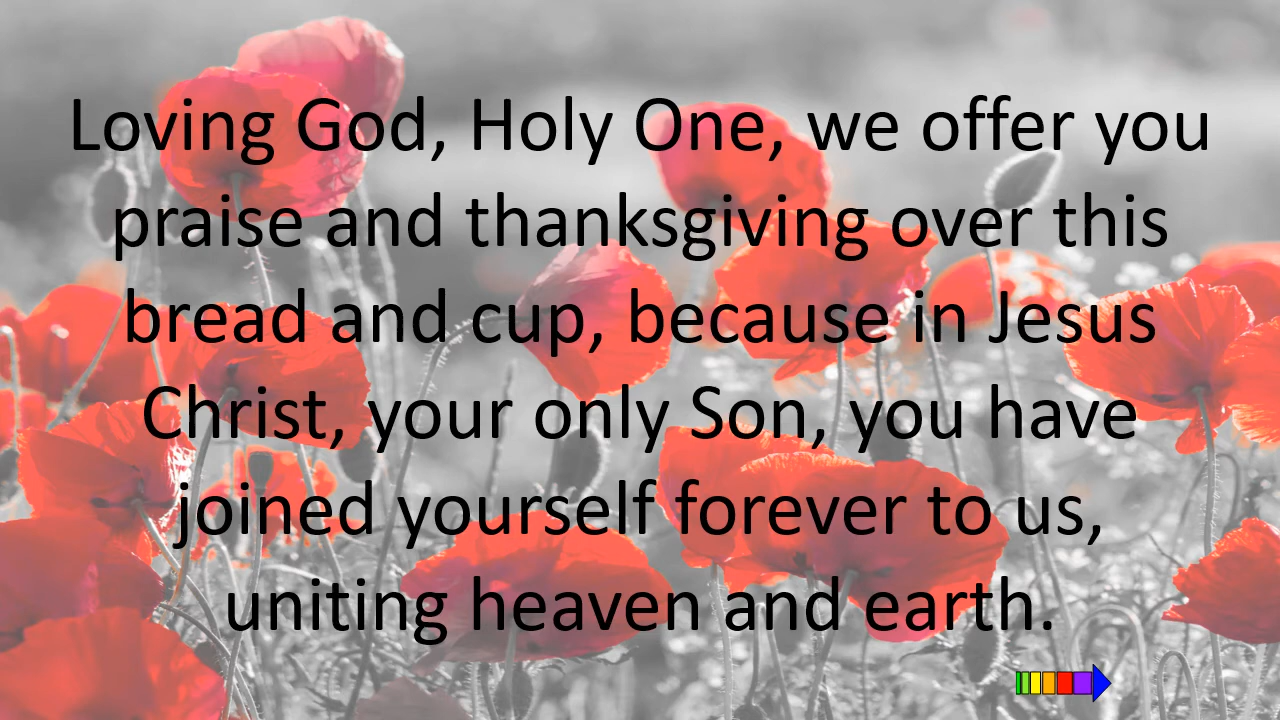 Loving God, Holy One, we offer you
praise and thanksgiving over this
bread and cup, because in Jesus
Christ, your only Son, you have
joined yourself forever to us,
uniting heaven and earth.